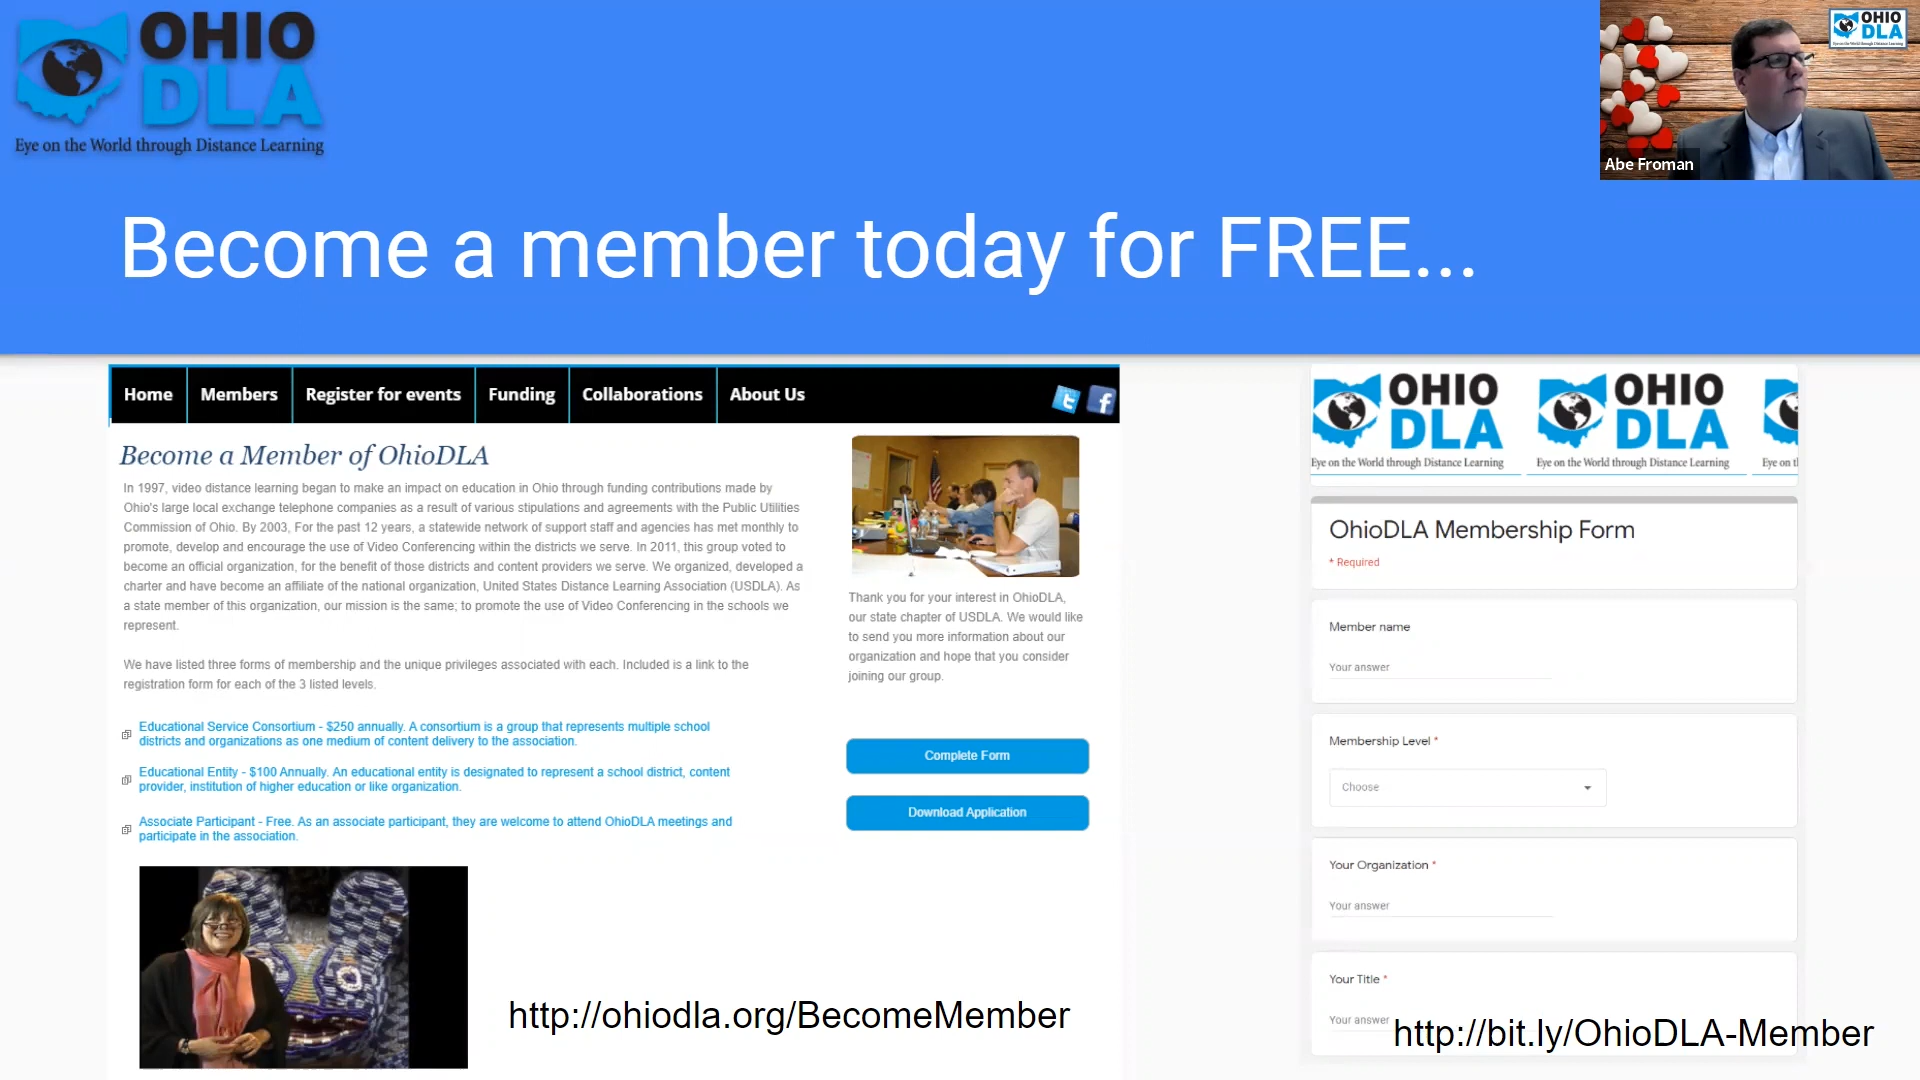 OHIO
DLA
Eye on the World through Distance Learning
OHIO
DLA
Abe Froman
Become a member today for FREE...
Home
Members
Register for events
Funding
Collaborations
About Us
Become a Member of OhioDLA
In 1997, video distance learning began to make an impact on education in Ohio through funding contributions made by
Ohio's large local exchange telephone companies as a result of various stipulations and agreements with the Public Utilities
Commission of Ohio. By 2003, For the past 12 years, a statewide network of support staff and agencies has met monthly to
promote, develop and encourage the use of Video Conferencing within the districts we serve. In 2011, this group voted to
become an official organization, for the benefit of those districts and content providers we serve. We organized, developed a
charter and have become an affiliate of the national organization, United States Distance Learning Association (USDLA). As
a state member of this organization, our mission is the same; to promote the use of Video Conferencing in the schools we
represent.
We have listed three forms of membership and the unique privileges associated with each. Included is a link to the
registration form for each of the 3 listed levels.
Educational Service Consortium - $250 annually. A consortium is a group that represents multiple school
districts and organizations as one medium of content delivery to the association.
Educational Entity - $100 Annually. An educational entity is designated to represent a school district, content
provider, institution of higher education or like organization.
Associate Participant - Free. As an associate participant, they are welcome to attend OhioDLA meetings and
participate in the association.
Thank you for your interest in OhioDLA,
our state chapter of USDLA. We would like
to send you more information about our
organization and hope that you consider
joining our group.
Complete Form
Download Application
http://ohiodla.org/BecomeMember
OHIO
DLA
Eye on the World through Distance Learning
OHIO
DLA
Eye on the World through Distance Learning
Eye on t
OhioDLA Membership Form
* Required
Member name
Your answer
Membership Level *
Choose
Your Organization *
Your answer
Your Title *
Your answer
http://bit.ly/OhioDLA-Member